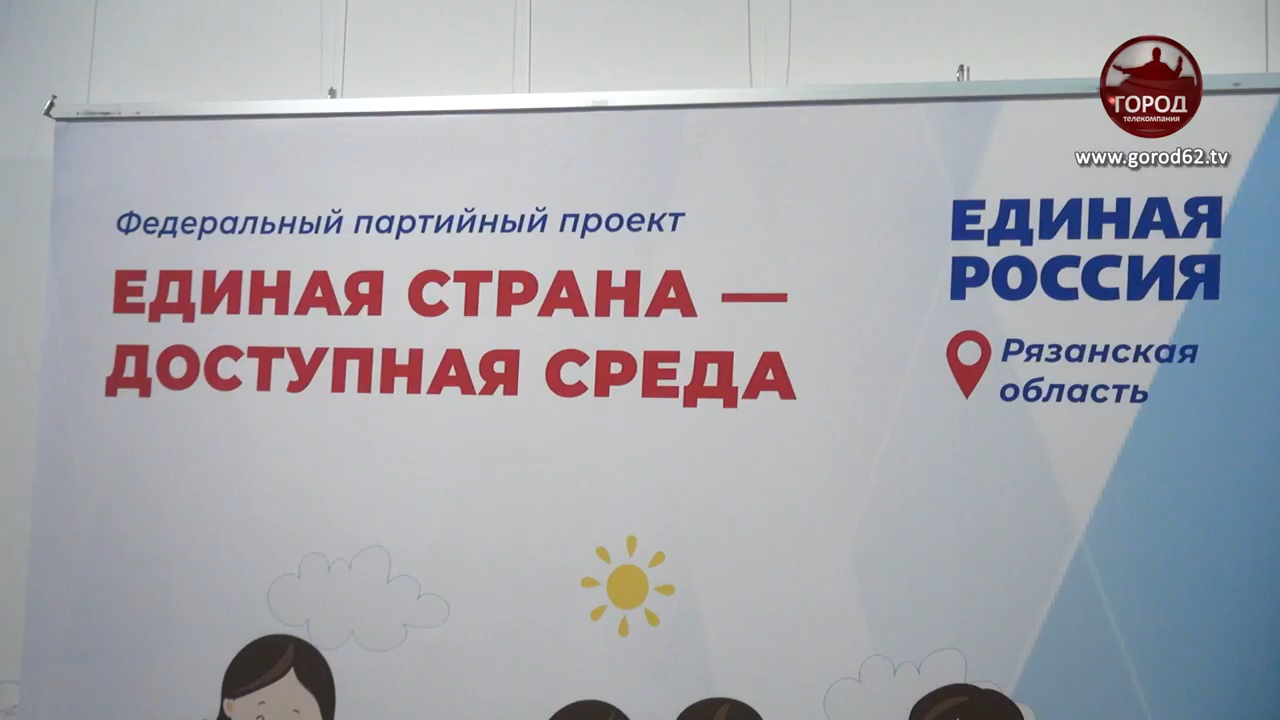 ГОРОД
телекомпания
www.gorod62.tv
Федеральный партийный проект
ЕДИНАЯ СТРАНА —
ДОСТУПНАЯ СРЕДА
ЕДИНАЯ
РОССИЯ
Рязанская
область